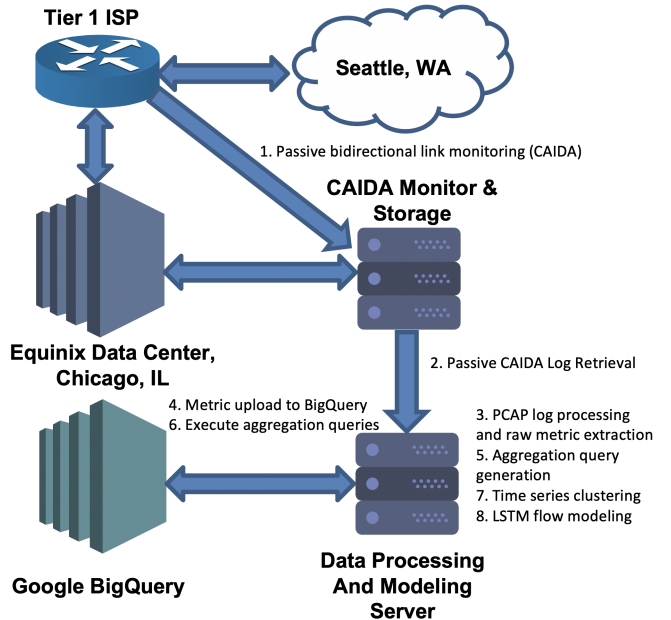 Tier 1 ISP
Seattle, WA
1. Passive bidirectional link monitoring (CAIDA)
CAIDA Monitor &
Storage
Equinix Data Center,
Chicago, IL
2. Passive CAIDA Log Retrieval
4. Metric upload to BigQuery
6. Execute aggregation queries
3. PCAP log processing
and raw metric extraction
5. Aggregation query
generation
7. Time series clustering
8. LSTM flow modeling
Google BigQuery
Data Processing
And Modeling
Server